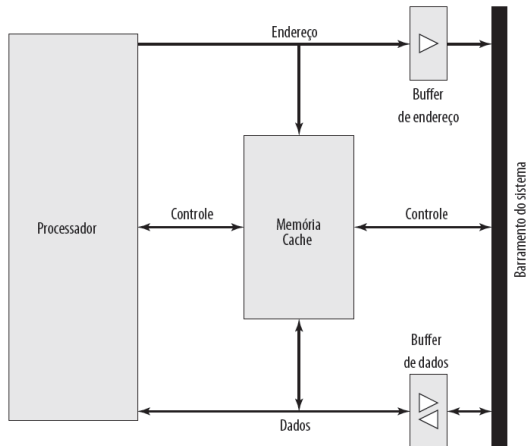 Endereço
Buffer
de endereço
Processador
Controle
Memória
Cache
Controle
Barramento do sistema
Buffer
de dados
Dados